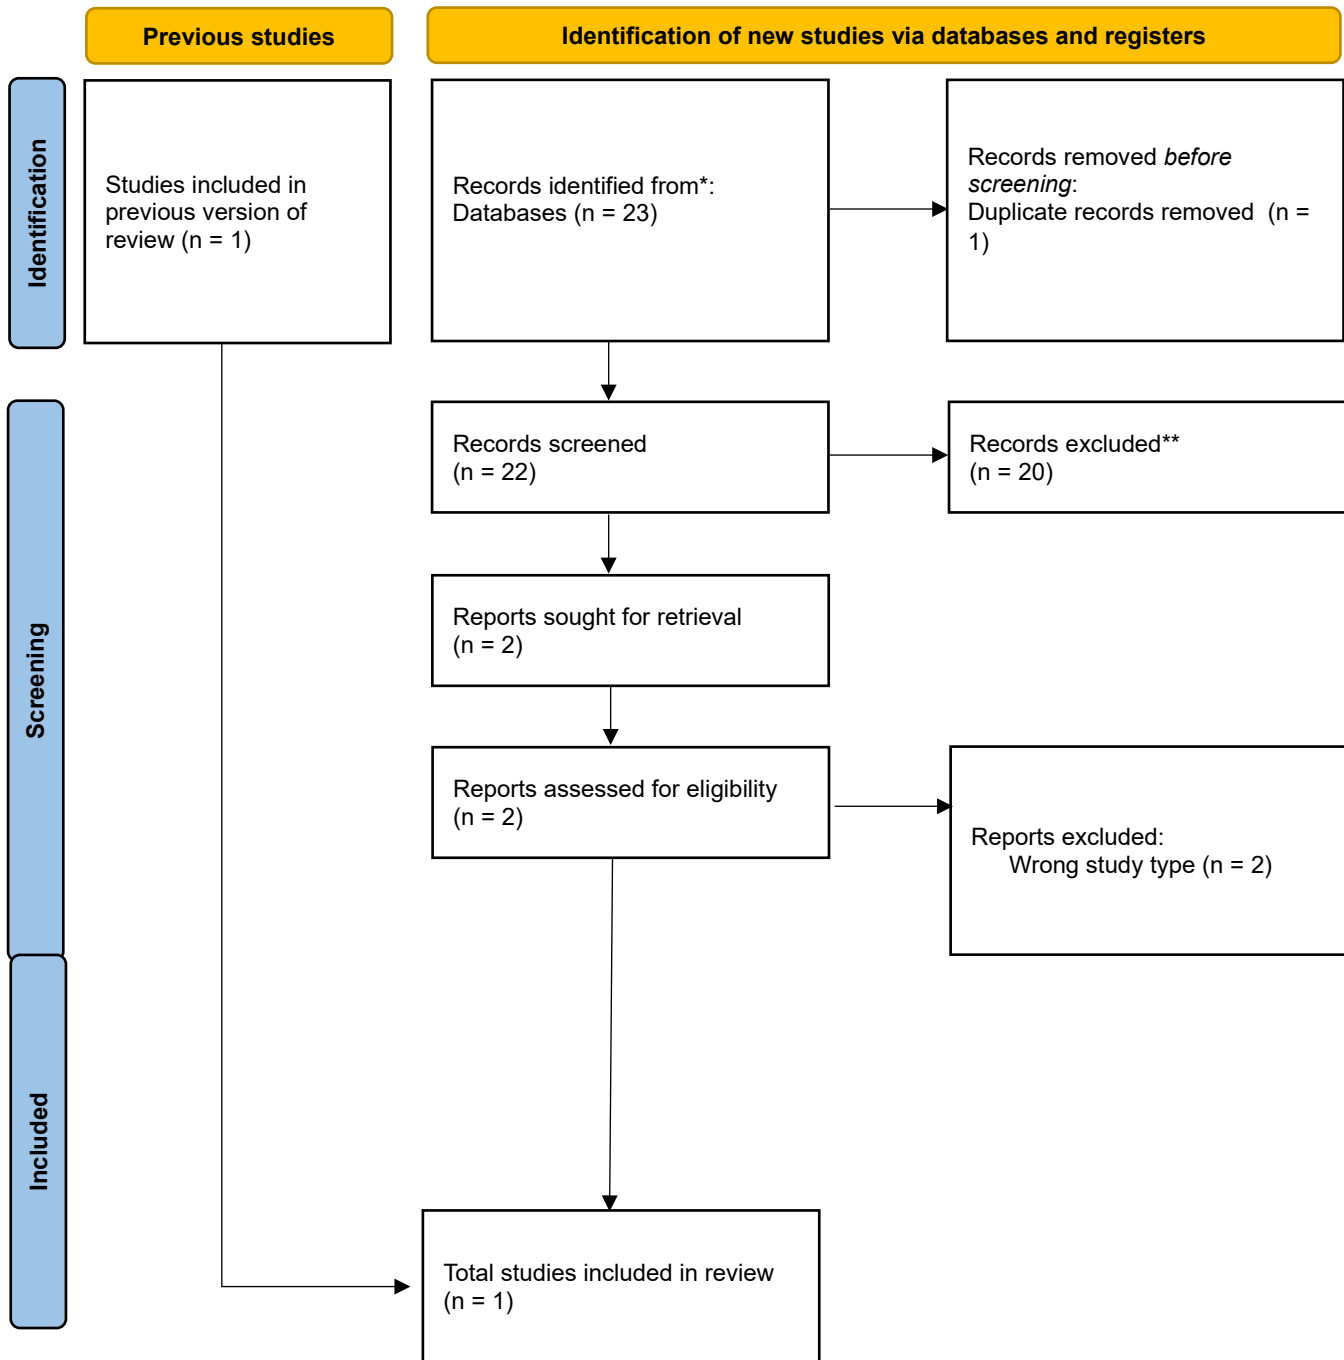 Previous studies
Identification of new studies via databases and registers
Identification
Studies included in
previous version of
review (n = 1)
Records identified from*:
Databases (n = 23)
Records removed before
screening:
Duplicate records removed  (n =
1)
Screening
Records screened
(n = 22)
Records excluded**
(n = 20)
Reports sought for retrieval
(n = 2)
Reports assessed for eligibility
(n = 2)
Reports excluded:
Wrong study type (n = 2)
Included
Total studies included in review
(n = 1)